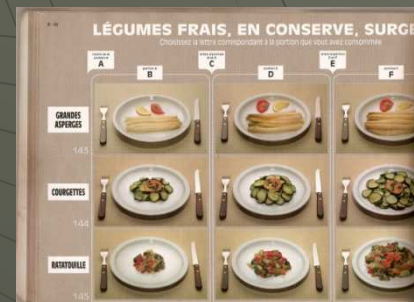 LÉGUMES FRAIS, EN CONSERVE, SURGE
Choisissez la lettre correspondant à la portion que vous avez consommée
A
B
C
D
E
F
GRANDES
ASPERGES
143
COURGETTES
144
RATATOUILLE
145